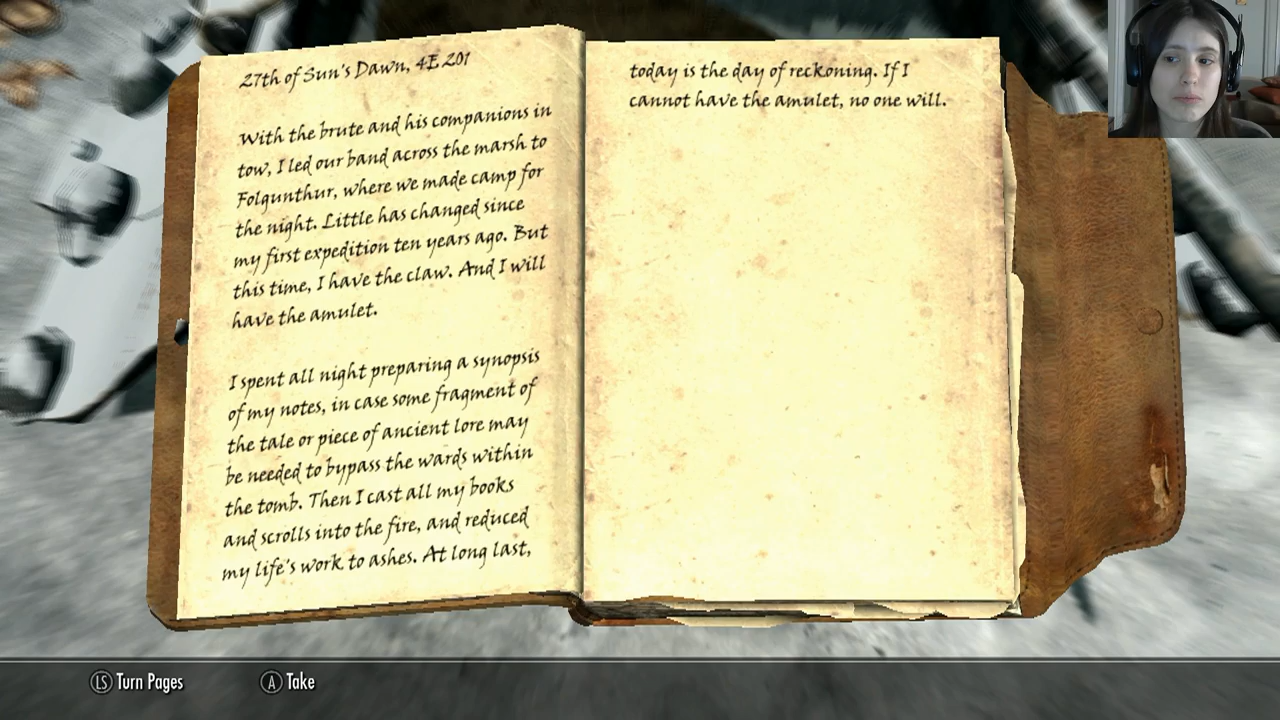 27th of Sun's Dawn, 4E 201
With the brute and his companions in
tow, I led our band across the marsh to
Folgunthur, where we made camp for
the night. Little has changed since
my first expedition ten years ago. But
this time, I have the claw. And I will
have the amulet.
I spent all night preparing a synopsis
of my notes, in case some fragment of
the tale or piece of ancient lore may
be needed to bypass the wards within
the tomb. Then I cast all my books
and scrolls into the fire, and reduced
my life's work to ashes. At long last,
today is the day of reckoning. If I
cannot have the amulet, no one will.
LS Turn Pages
A Take